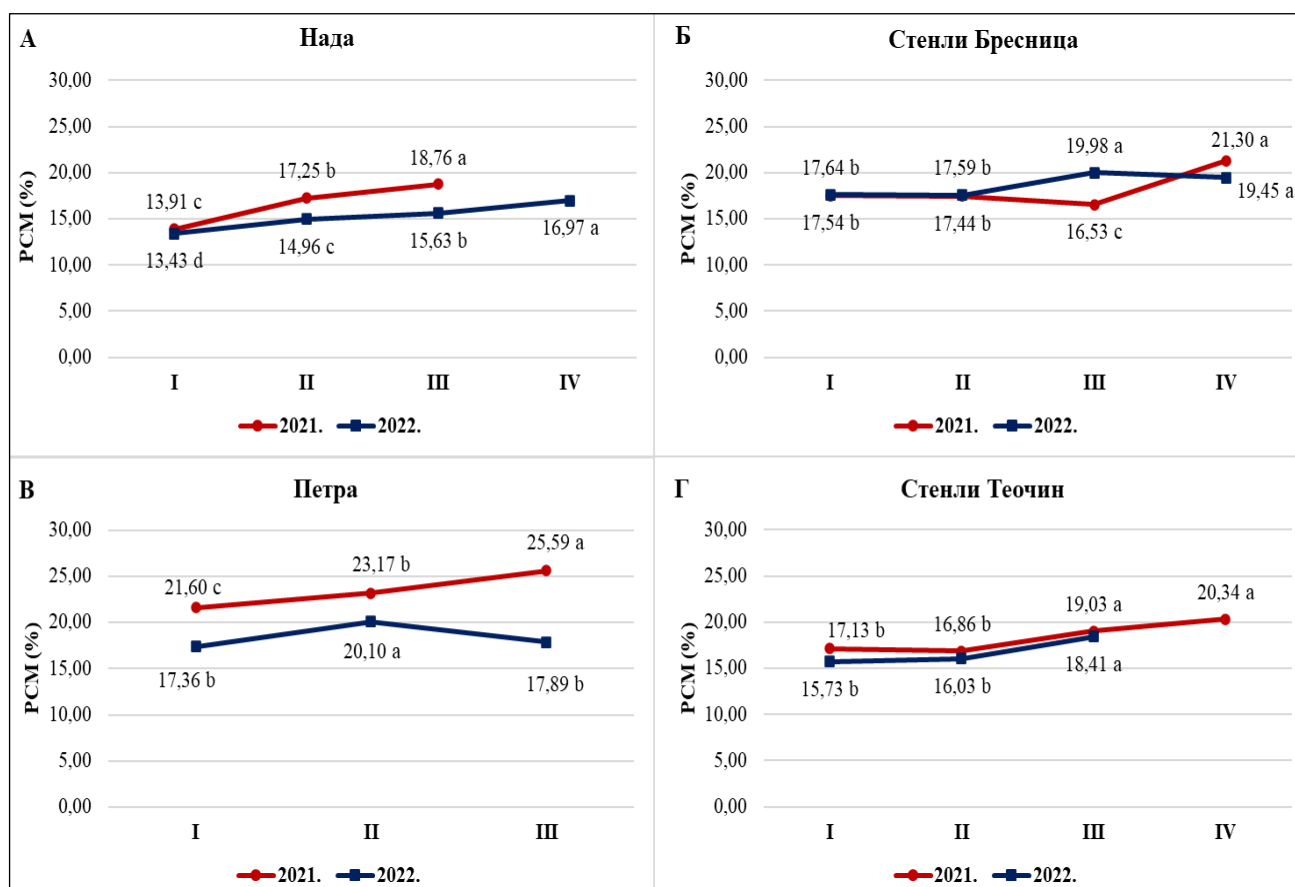 А
Нада
РСМ (%)
30,00
25,00
20,00
15,00
10,00
5,00
0,00
13,91 c
17,25 b
18,76 a
13,43 d
14,96 c
15,63 b
16,97 a
I II III IV
2021. 2022.
Б
Стенли Бресница
РСМ (%)
30,00
25,00
20,00
15,00
10,00
5,00
0,00
17,64 b
17,59 b
19,98 a
21,30 a
17,54 b
17,44 b
16,53 c
19,45 a
I II III IV
2021. 2022.
В
Петра
РСМ (%)
30,00
25,00
20,00
15,00
10,00
5,00
0,00
21,60 c
23,17 b
25,59 a
17,36 b
20,10 a
17,89 b
I II III
2021. 2022.
Г
Стенли Теочин
РСМ (%)
30,00
25,00
20,00
15,00
10,00
5,00
0,00
17,13 b
16,86 b
19,03 a
20,34 a
15,73 b
16,03 b
18,41 a
I II III IV
2021. 2022.